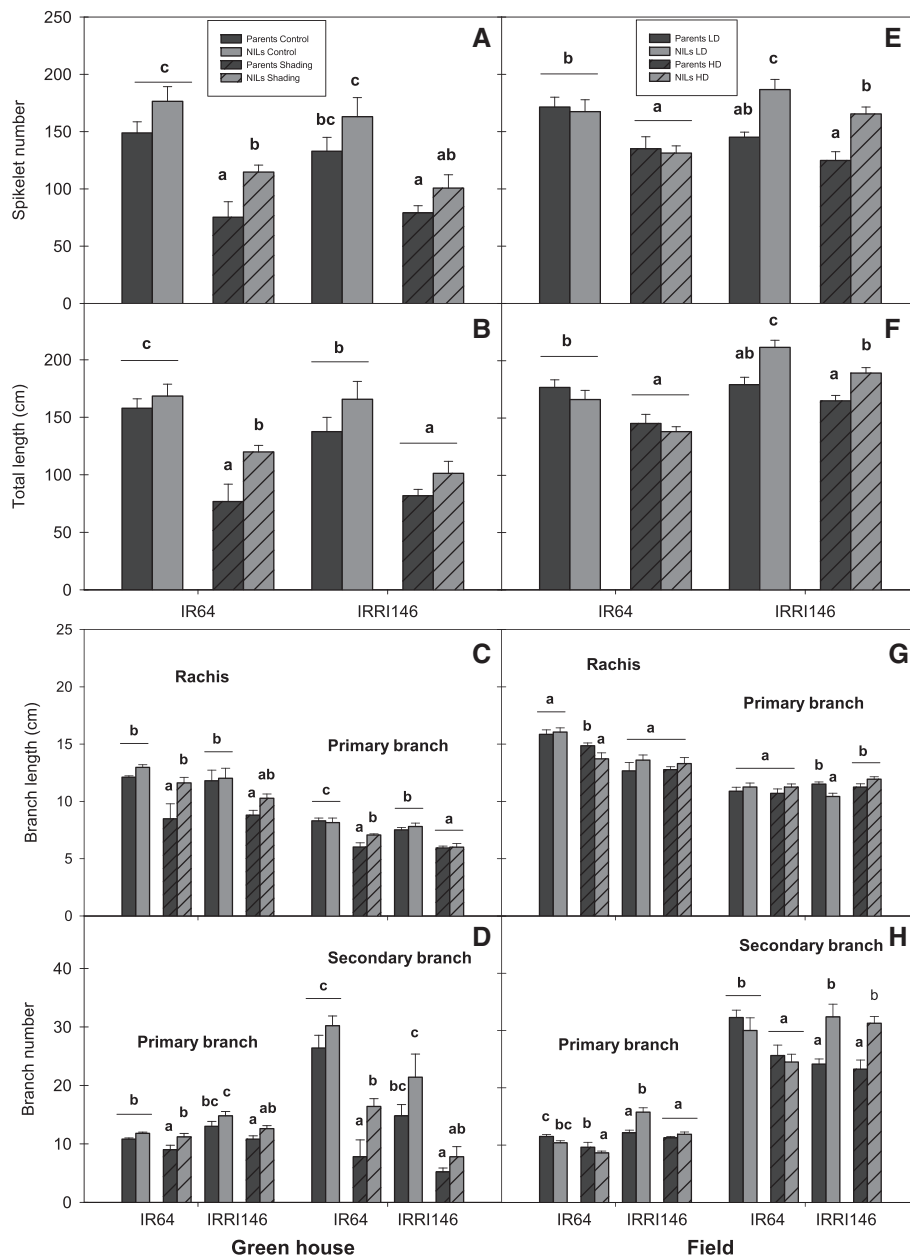 250
200
150
100
50
0
Spikelet number
A
Parents Control
NILs Control
Parents Shading
NILs Shading
c
a
b
bc
c
a
ab
E
Parents LD
NILs LD
Parents HD
NILs HD
b
a
ab
c
a
b
200
150
100
50
0
Total length (cm)
B
c
a
b
b
a
IR64
IRRI146
F
b
a
ab
c
a
b
IR64
IRRI146
25
20
15
10
5
0
Branch length (cm)
C
Rachis
b
a
b
b
a
ab
Primary branch
c
a
b
b
a
G
Rachis
a
b
a
a
Primary branch
a
b
a
b
40
30
20
10
0
Branch number
D
Primary branch
b
a
b
bc
c
a
ab
Secondary branch
c
a
b
bc
c
a
ab
IR64
IRRI146
IR64
IRRI146
Green house
H
Primary branch
c
bc
b
a
a
b
a
Secondary branch
b
a
a
b
a
b
IR64
IRRI146
IR64
IRRI146
Field